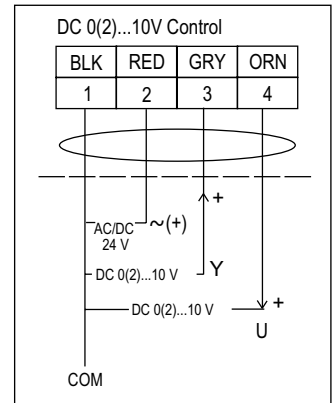 DC 0(2)...10V Control
BLK RED GRY ORN
1 2 3 4
+
AC/DC ~(+)
24 V
DC 0(2)...10 V Y
DC 0(2)...10 V +
U
COM